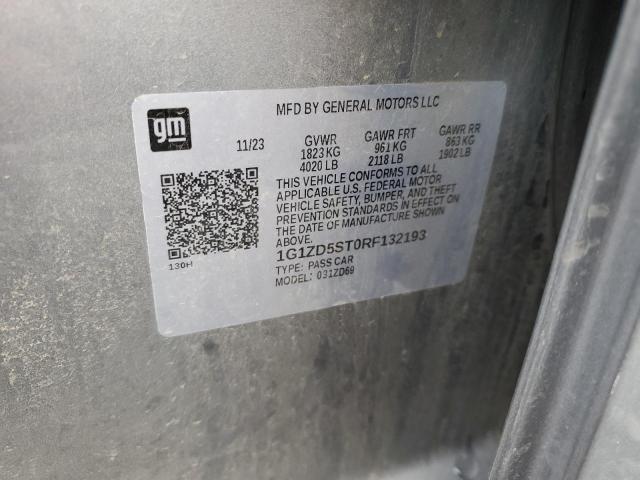 MFD BY GENERAL MOTORS LLC
gm
11/23 GVWR GAWR FRT GAWR RR
1823 KG 961 KG 863 KG
4020 LB 2118 LB 1902 LB
THIS VEHICLE CONFORMS TO ALL
APPLICABLE U.S. FEDERAL MOTOR
VEHICLE SAFETY, BUMPER, AND THEFT
PREVENTION STANDARDS IN EFFECT ON
THE DATE OF MANUFACTURE SHOWN
ABOVE.
1G1ZD5ST0RF132193
130H
TYPE: PASS CAR
MODEL: 031ZD69